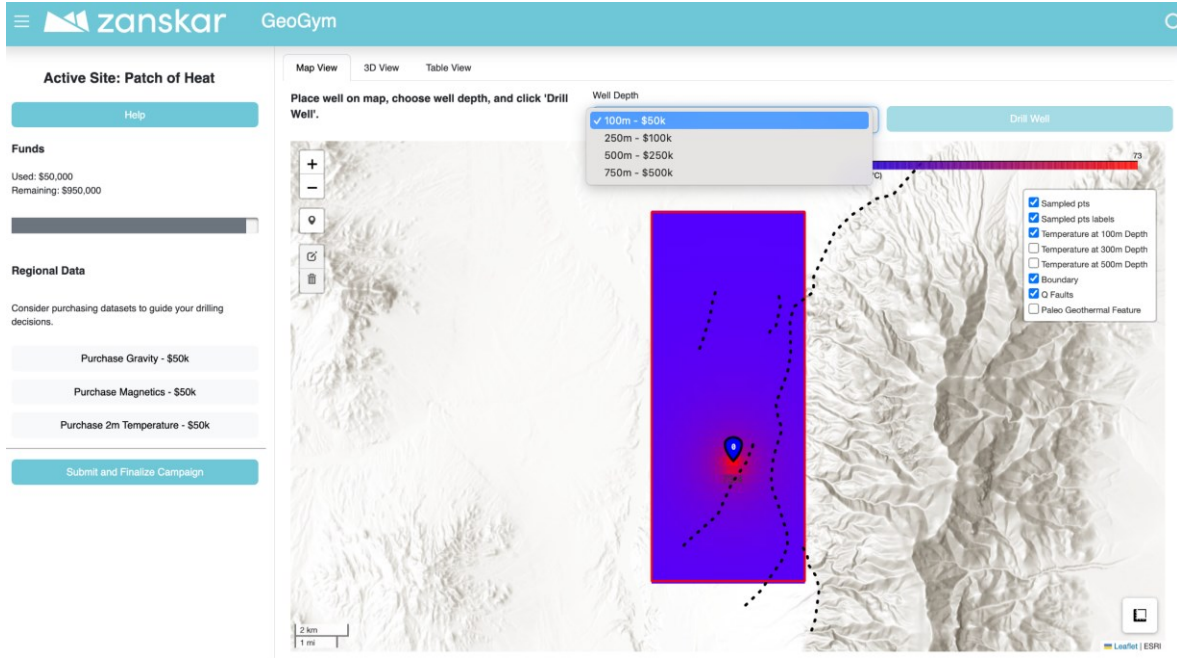 zanskar GeoGym
Active Site: Patch of Heat
Help
Funds
Used: $50,000
Remaining: $950,000
Regional Data
Consider purchasing datasets to guide your drilling
decisions.
Purchase Gravity - $50k
Purchase Magnetics - $50k
Purchase 2m Temperature - $50k
Submit and Finalize Campaign
Map View 3D View Table View
Place well on map, choose well depth, and click 'Drill
Well'.
Well Depth
✓ 100m - $50k
250m - $100k
500m - $250k
750m - $500k
Drill Well
73
°C)
+
−
Sampled pts
Sampled pts labels
Temperature at 100m Depth
Temperature at 300m Depth
Temperature at 500m Depth
Boundary
Q Faults
Paleo Geothermal Feature
0
2 km
1 mi
Leaflet | ESRI